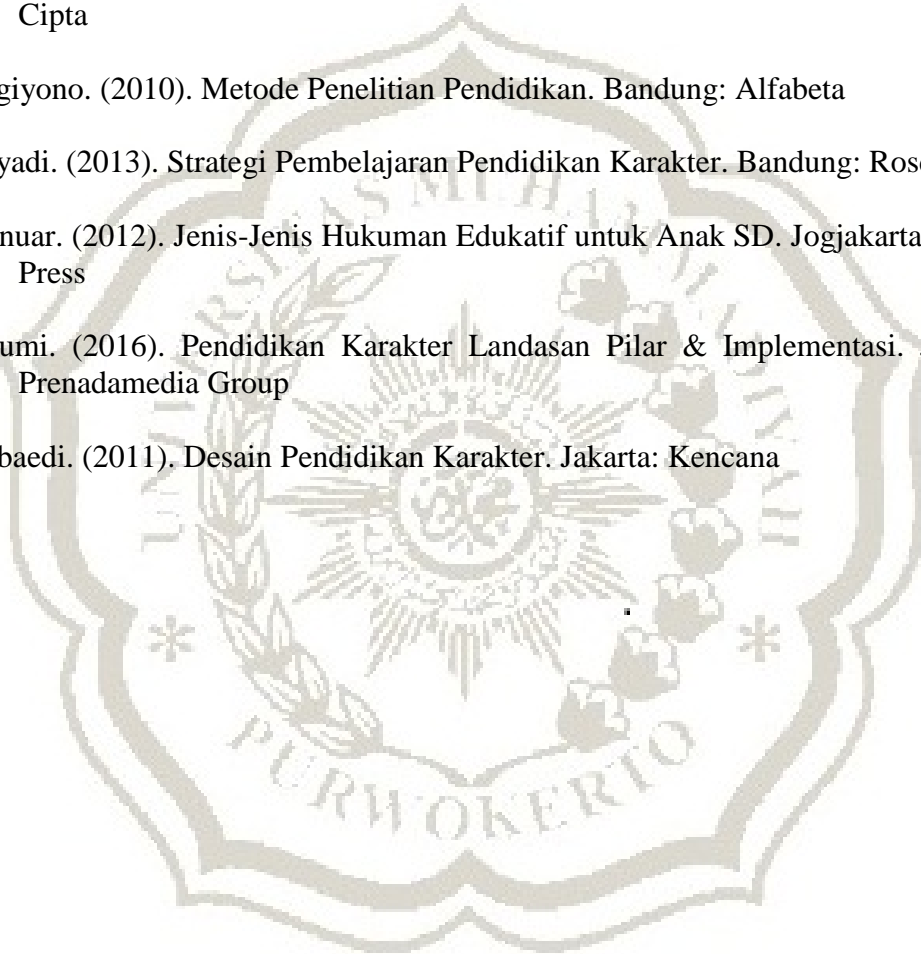 Cipta
giyono. (2010). Metode Penelitian Pendidikan. Bandung: Alfabeta
yadi. (2013). Strategi Pembelajaran Pendidikan Karakter. Bandung:
nuar. (2012). Jenis-Jenis Hukuman Edukatif untuk Anak SD. Jogjakarta
Press
umi. (2016). Pendidikan Karakter Landasan Pilar & Implementasi.
Prenadamedia Group
baedi. (2011). Desain Pendidikan Karakter. Jakarta: Kencana
UNIVERSITAS MUHAMMADIYAH
PURWOKERTO